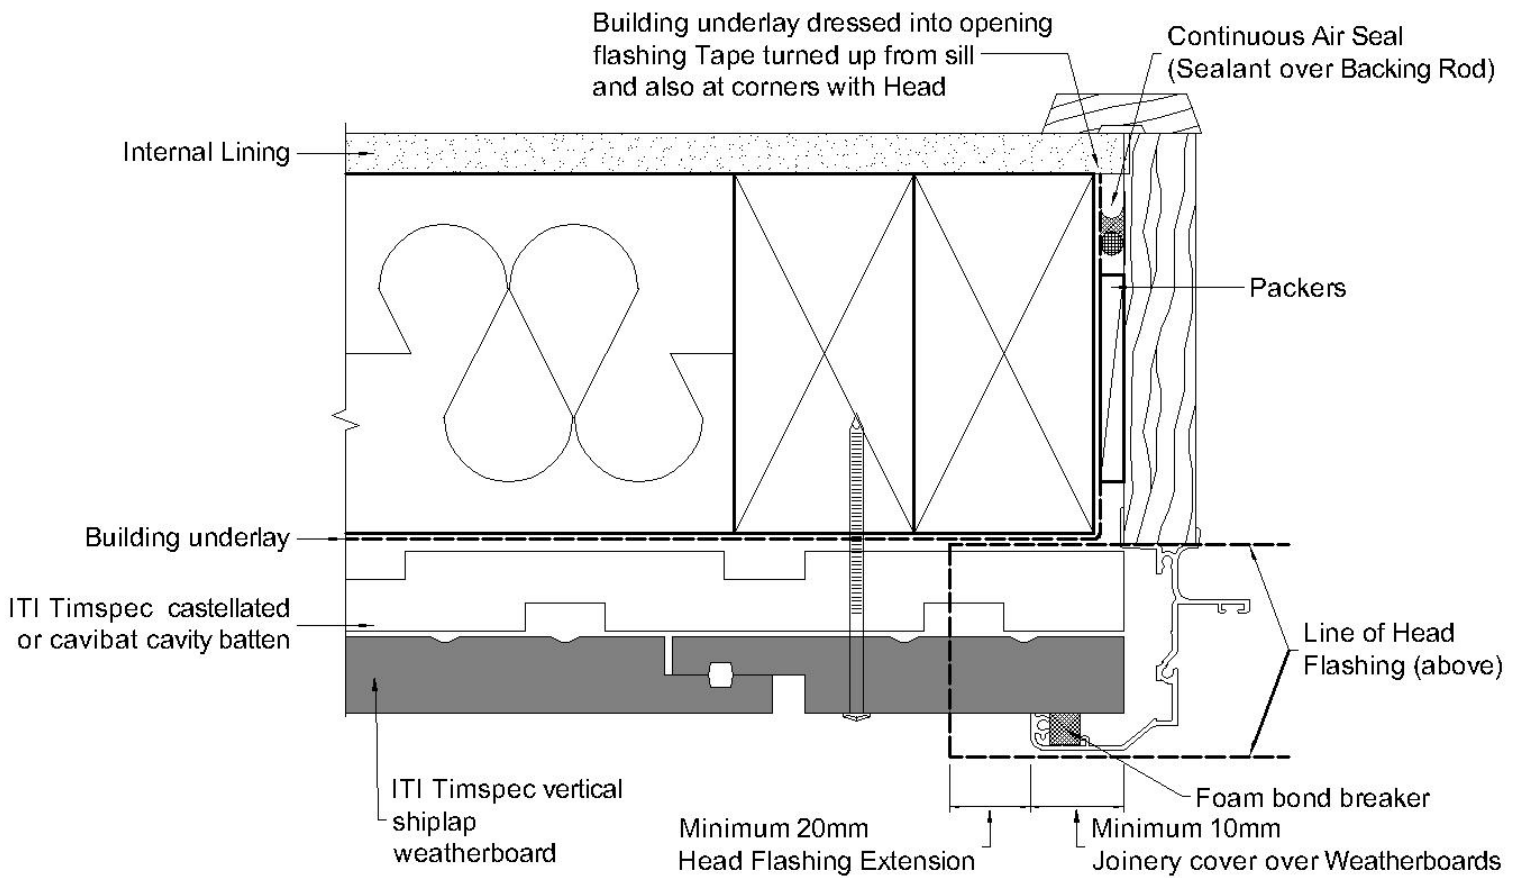 Building underlay dressed into opening
flashing Tape turned up from sill
and also at corners with Head
Continuous Air Seal
(Sealant over Backing Rod)
Internal Lining
Packers
Building underlay
ITI Timspec castellated
or cavibat cavity batten
Line of Head
Flashing (above)
ITI Timspec vertical
shiplap
weatherboard
Foam bond breaker
Minimum 20mm
Head Flashing Extension
Minimum 10mm
Joinery cover over Weatherboards